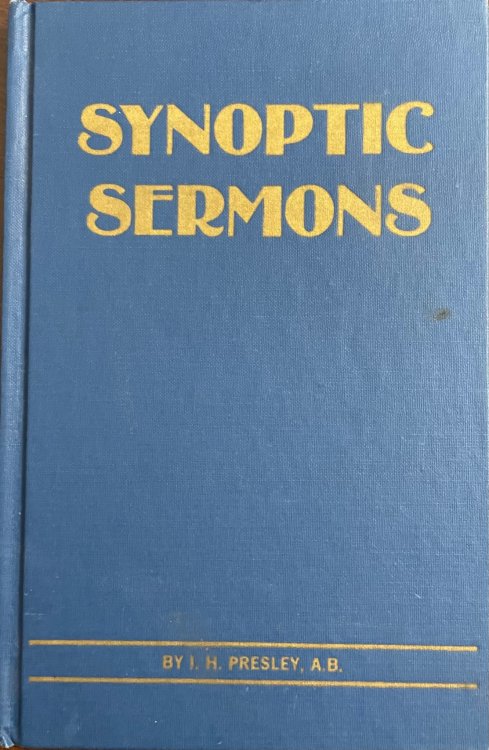 SYNOPTIC
SERMONS
BY I. H. PRESLEY, A.B.